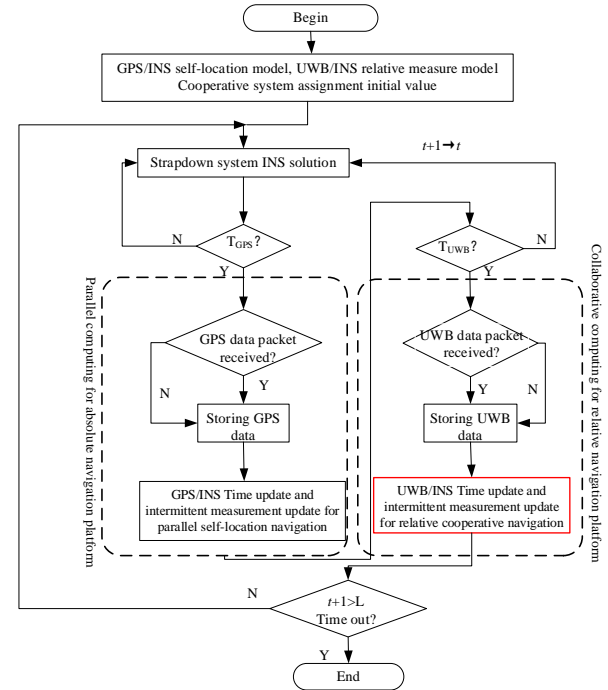 Begin
GPS/INS self-location model, UWB/INS relative measure model
Cooperative system assignment initial value
Strapdown system INS solution
t+1→t
T_GPS?
N
Y
T_UWB?
N
Y
Parallel computing for absolute navigation platform
GPS data packet
received?
N
Y
Storing GPS
data
GPS/INS Time update and
intermittent measurement update for
parallel self-location navigation
Collaborative computing for relative navigation platform
UWB data packet
received?
N
Y
Storing UWB
data
UWB/INS Time update and
intermittent measurement update
for relative cooperative navigation
t+1>L
Time out?
N
Y
End